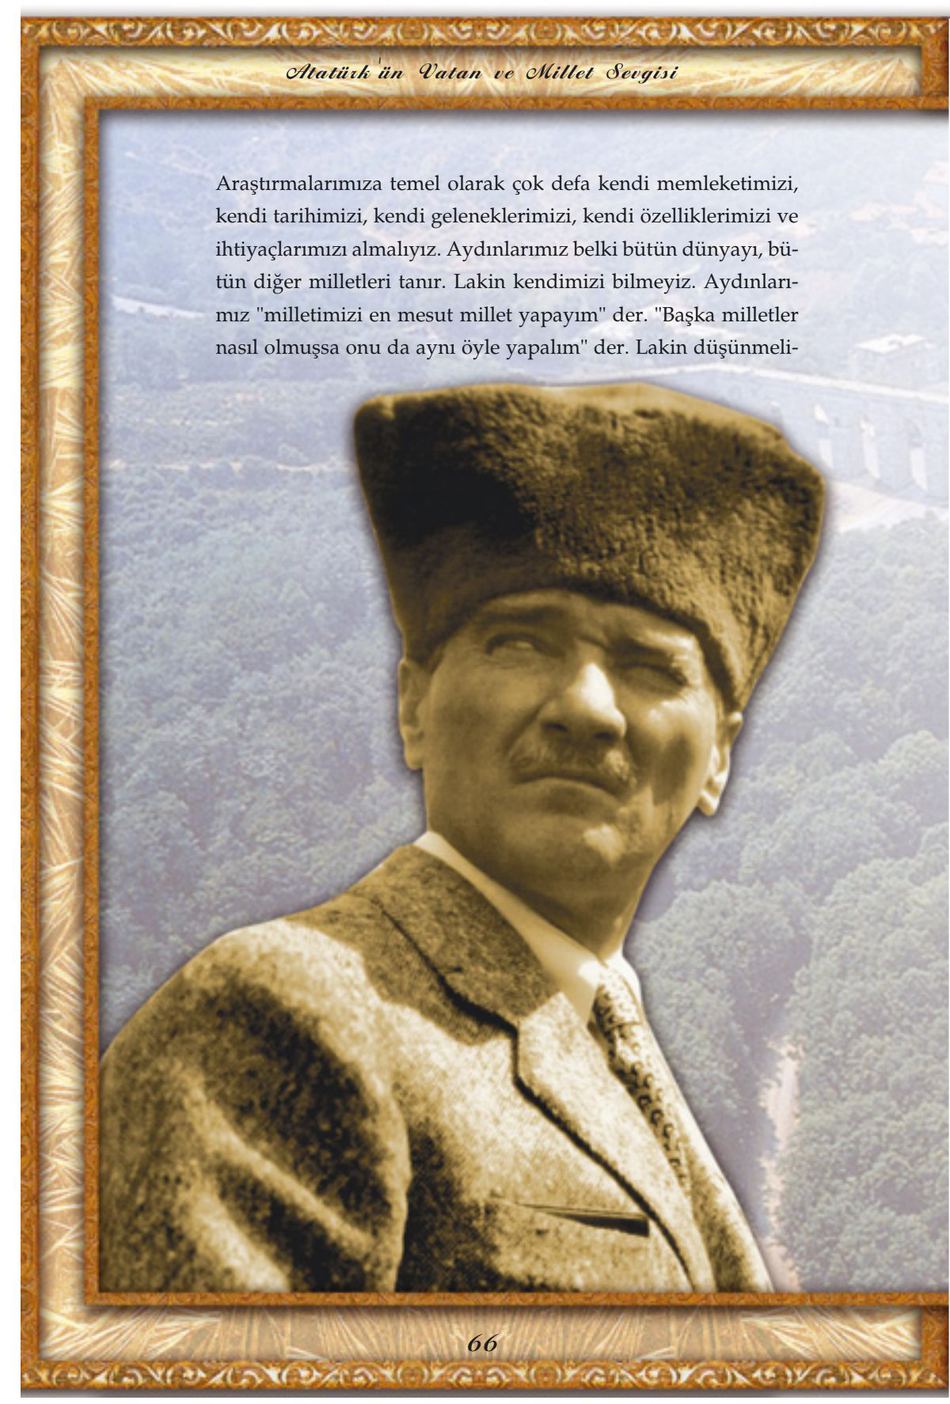 Atatürk'ün Vatan ve Millet Sevgisi
Araştırmalarımıza temel olarak çok defa kendi memleketimizi,
kendi tarihimizi, kendi geleneklerimizi, kendi özelliklerimizi ve
ihtiyaçlarımızı almalıyız. Aydınlarımız belki bütün dünyayı, bü-
tün diğer milletleri tanır. Lakin kendimizi bilmeyiz. Aydınları-
mız "milletimizi en mesut millet yapayım" der. "Başka milletler
nasıl olmuşsa onu da aynı öyle yapalım" der. Lakin düşünmeli-
66